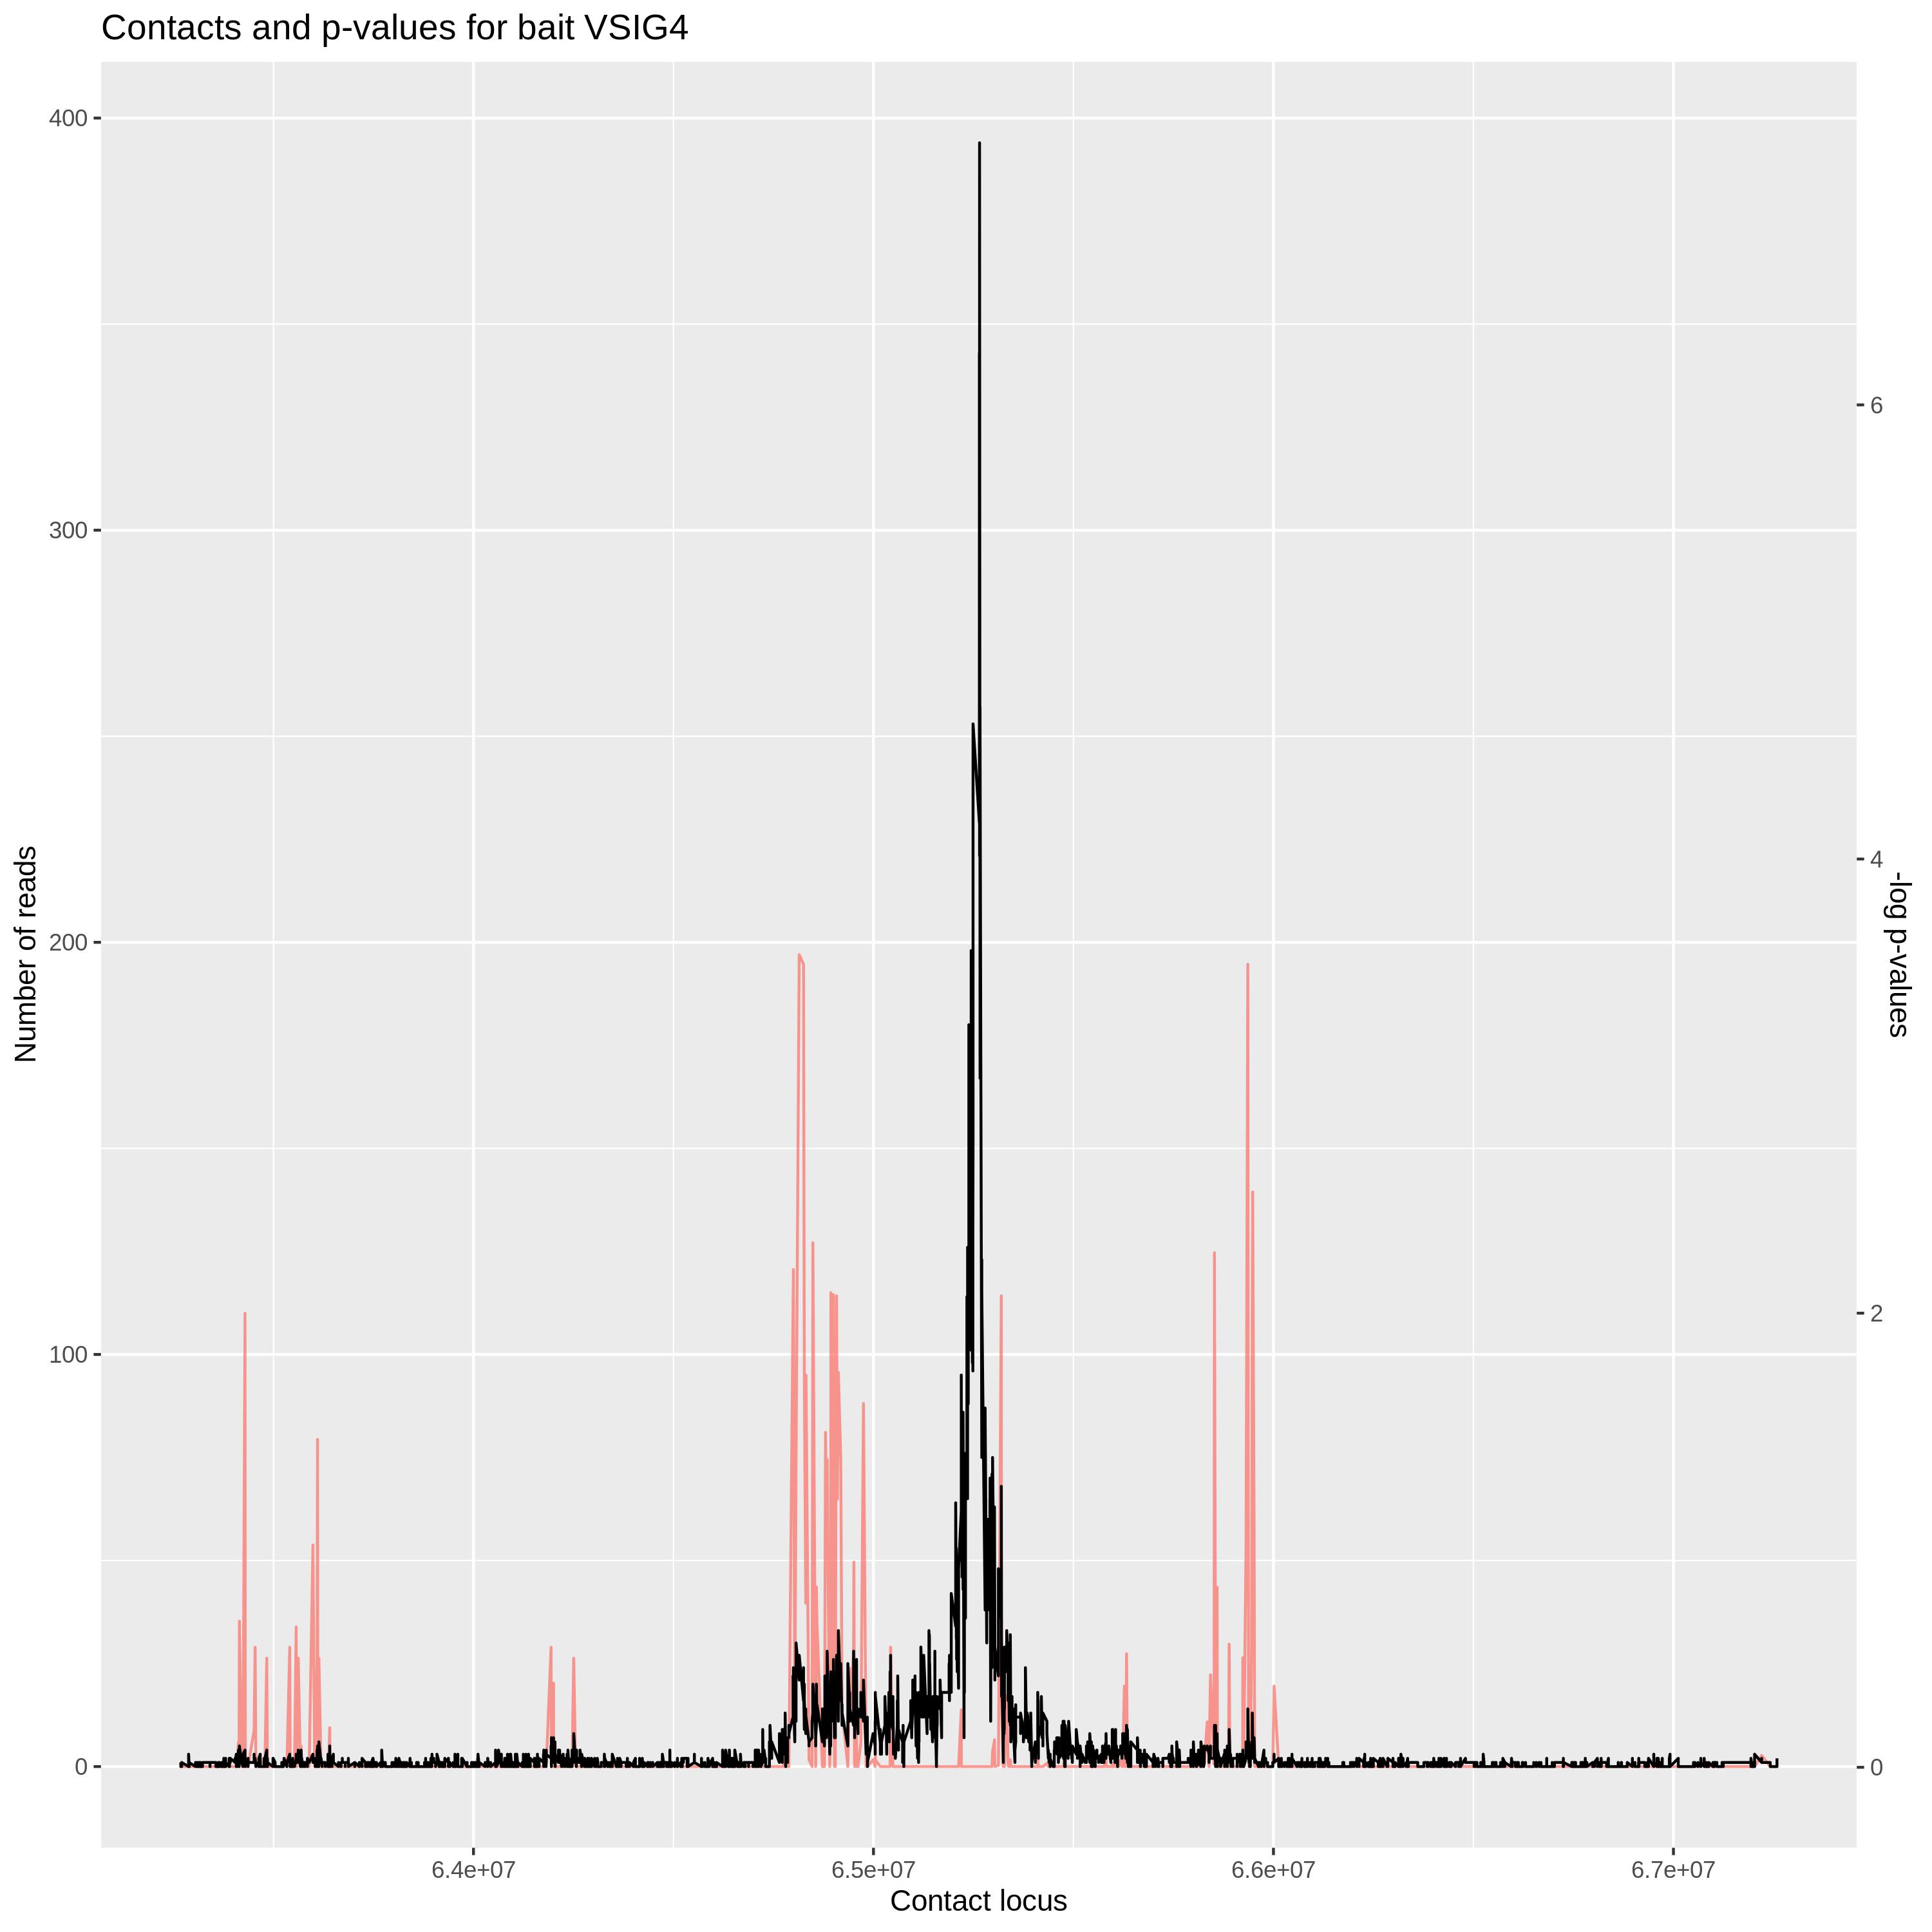 Contacts and p-values for bait VSIG4
400
300
200
100
0
Number of reads
6
4
2
0
-log p-values
6.4e+07
6.5e+07
6.6e+07
6.7e+07
Contact locus